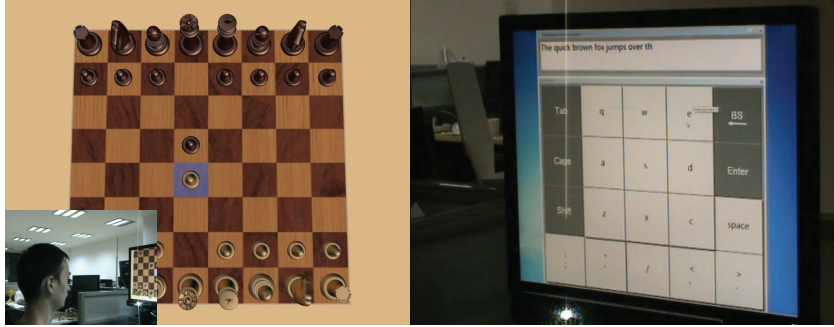 The quick brown fox jumps over th
Tab q w e BS
Caps a s d Enter
Shift z x c space
/ < >